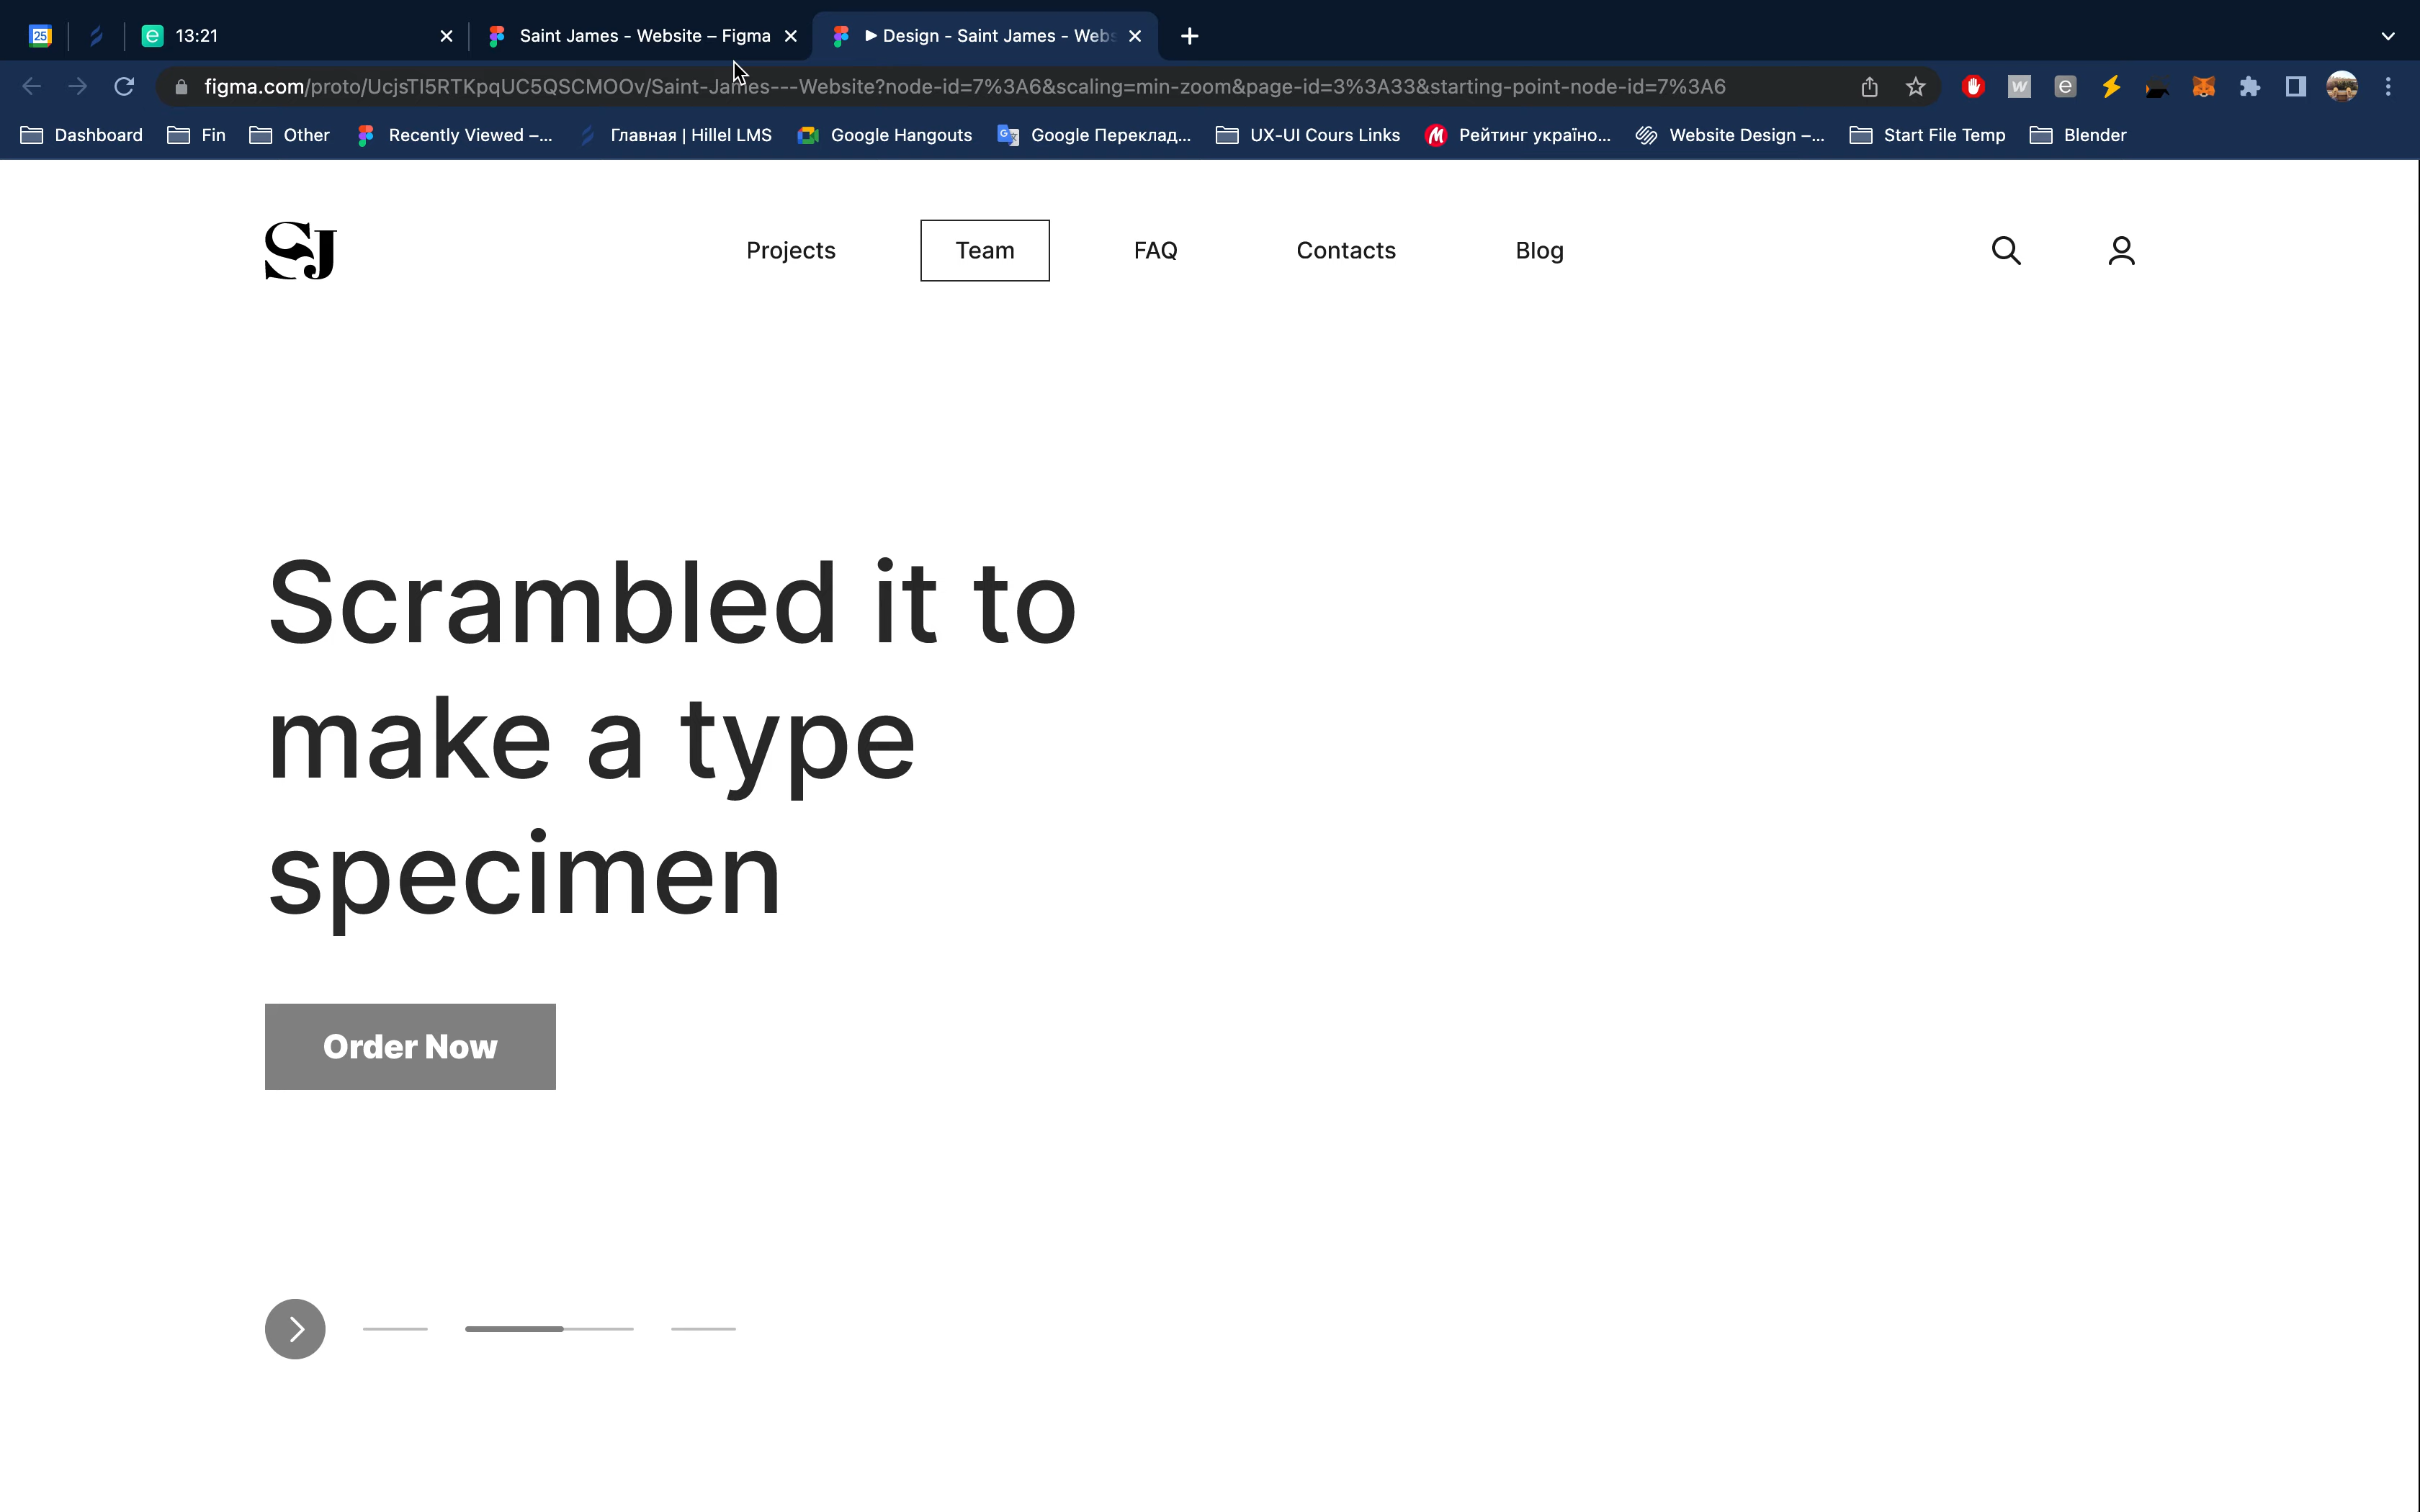 25
e 13:21
Saint James - Website – Figma
Design - Saint James - Webs
figma.com/proto/UcjsTI5RTKpqUC5QSCMOOv/Saint-James---Website?node-id=7%3A6&scaling=min-zoom&page-id=3%3A33&starting-point-node-id=7%3A6
Dashboard
Fin
Other
Recently Viewed –...
Главная | Hillel LMS
Google Hangouts
Google Переклад...
UX-UI Cours Links
Рейтинг україно...
Website Design –...
Start File Temp
Blender
SJ
Projects
Team
FAQ
Contacts
Blog
Scrambled it to
make a type
specimen
Order Now